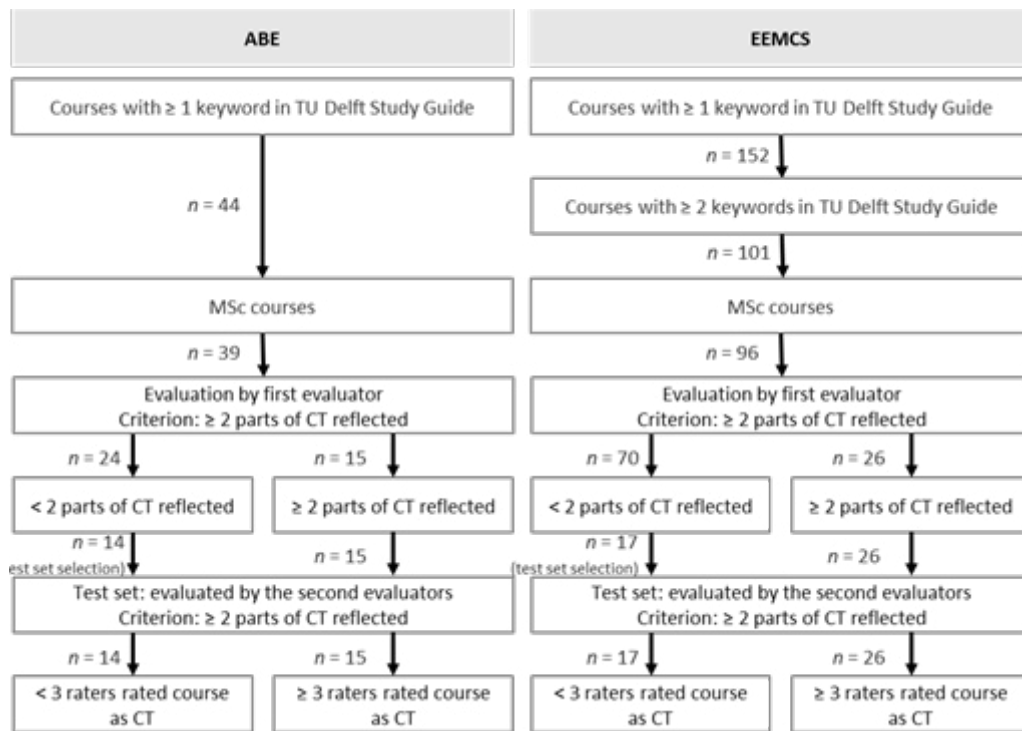 ABE
Courses with ≥ 1 keyword in TU Delft Study Guide
n = 44
MSc courses
n = 39
Evaluation by first evaluator
Criterion: ≥ 2 parts of CT reflected
n = 24
n = 15
< 2 parts of CT reflected
≥ 2 parts of CT reflected
n = 14
est set selection)
n = 15
Test set: evaluated by the second evaluators
Criterion: ≥ 2 parts of CT reflected
n = 14
n = 15
< 3 raters rated course
as CT
≥ 3 raters rated course
as CT
EEMCS
Courses with ≥ 1 keyword in TU Delft Study Guide
n = 152
Courses with ≥ 2 keywords in TU Delft Study Guide
n = 101
MSc courses
n = 96
Evaluation by first evaluator
Criterion: ≥ 2 parts of CT reflected
n = 70
n = 26
< 2 parts of CT reflected
≥ 2 parts of CT reflected
n = 17
(test set selection)
n = 26
Test set: evaluated by the second evaluators
Criterion: ≥ 2 parts of CT reflected
n = 17
n = 26
< 3 raters rated course
as CT
≥ 3 raters rated course
as CT